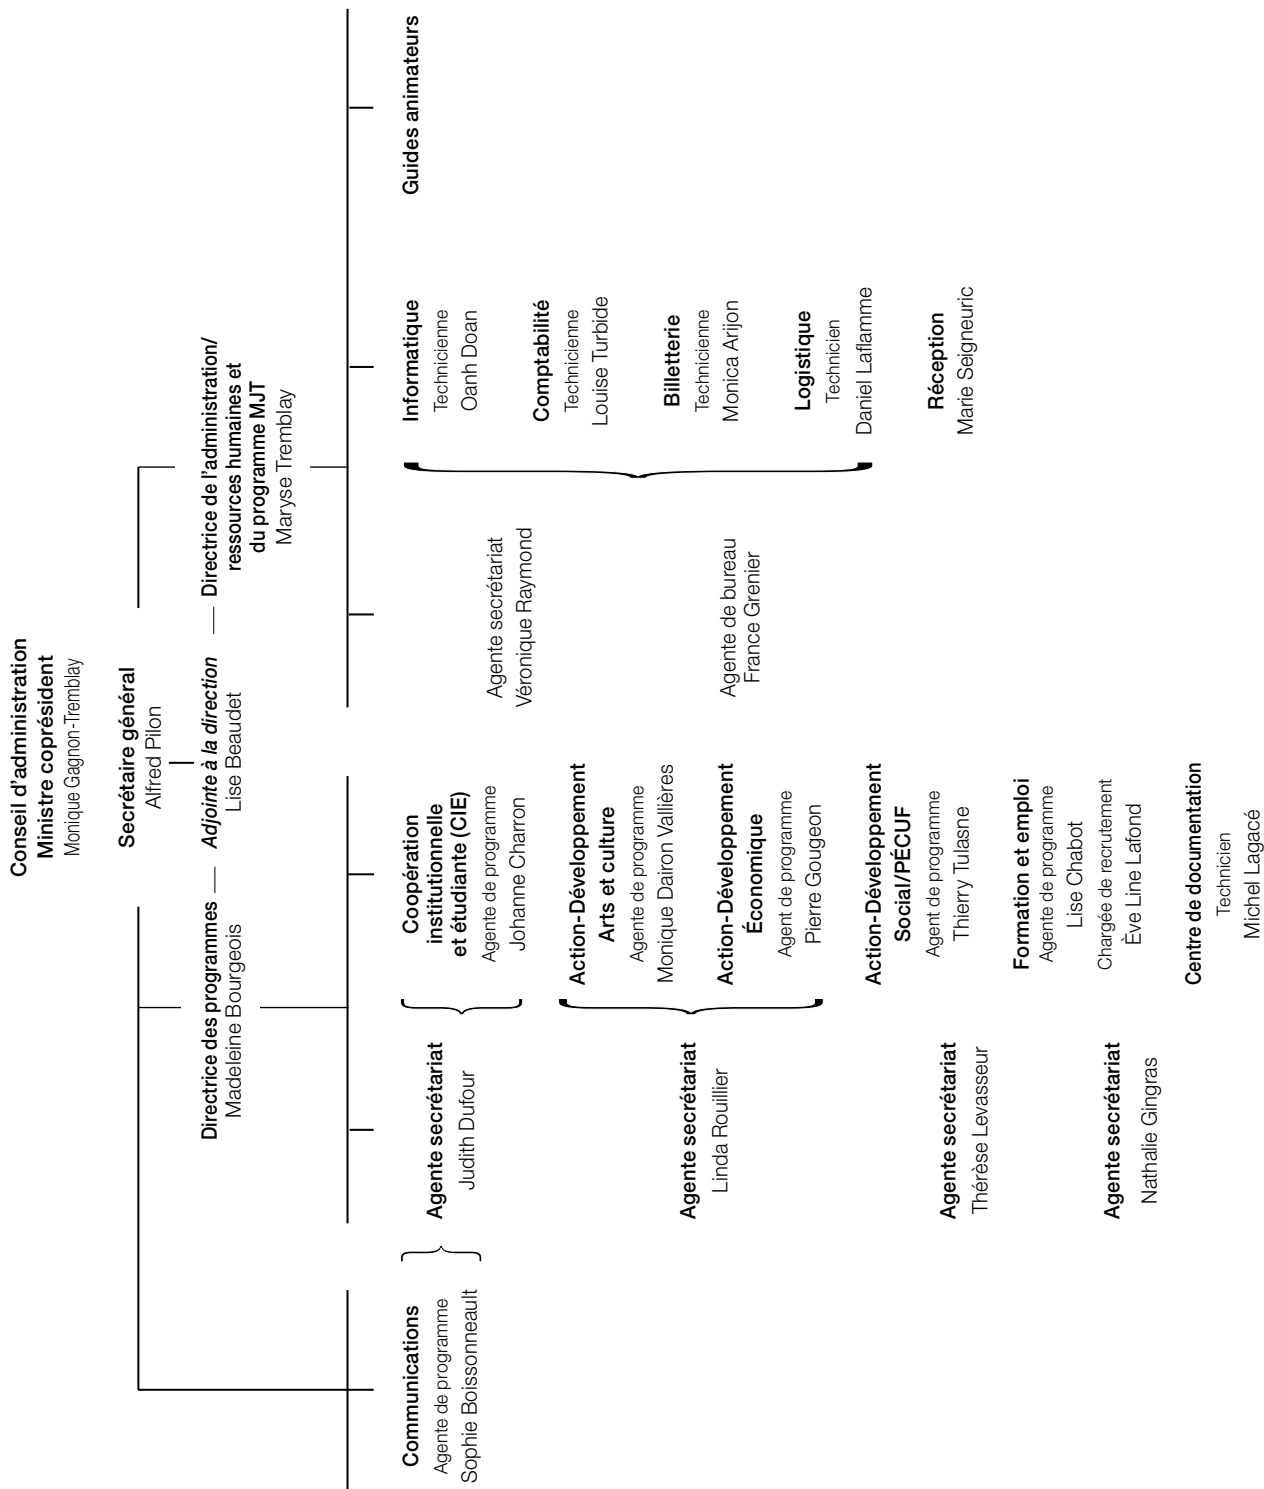 Conseil d'administration
Ministre coprésident
Monique Gagnon-Tremblay
Secrétaire général
Alfred Pilon
Directrice des programmes
Madeleine Bourgeois
Adjointe à la direction
Lise Beaudet
Directrice de l'administration/
ressources humaines et
du programme MJT
Maryse Tremblay
Communications
Agente de programme
Sophie Boissonneault
Agente secrétariat
Judith Dufour
Agente secrétariat
Linda Rouillier
Agente secrétariat
Thérèse Levasseur
Agente secrétariat
Nathalie Gingras
Coopération
institutionnelle
et étudiante (CIE)
Agente de programme
Johanne Charron
Action-Développement
Arts et culture
Agente de programme
Monique Dairon Vallières
Action-Développement
Économique
Agent de programme
Pierre Gougeon
Action-Développement
Social/PÉCUF
Agent de programme
Thierry Tulasne
Formation et emploi
Agente de programme
Lise Chabot
Chargée de recrutement
Ève Line Lafond
Centre de documentation
Technicien
Michel Lagacé
Agente secrétariat
Véronique Raymond
Agente de bureau
France Grenier
Informatique
Technicienne
Oanh Doan
Comptabilité
Technicienne
Louise Turbide
Billetterie
Technicienne
Monica Arijon
Logistique
Technicien
Daniel Laflamme
Réception
Marie Seigneuric
Guides animateurs